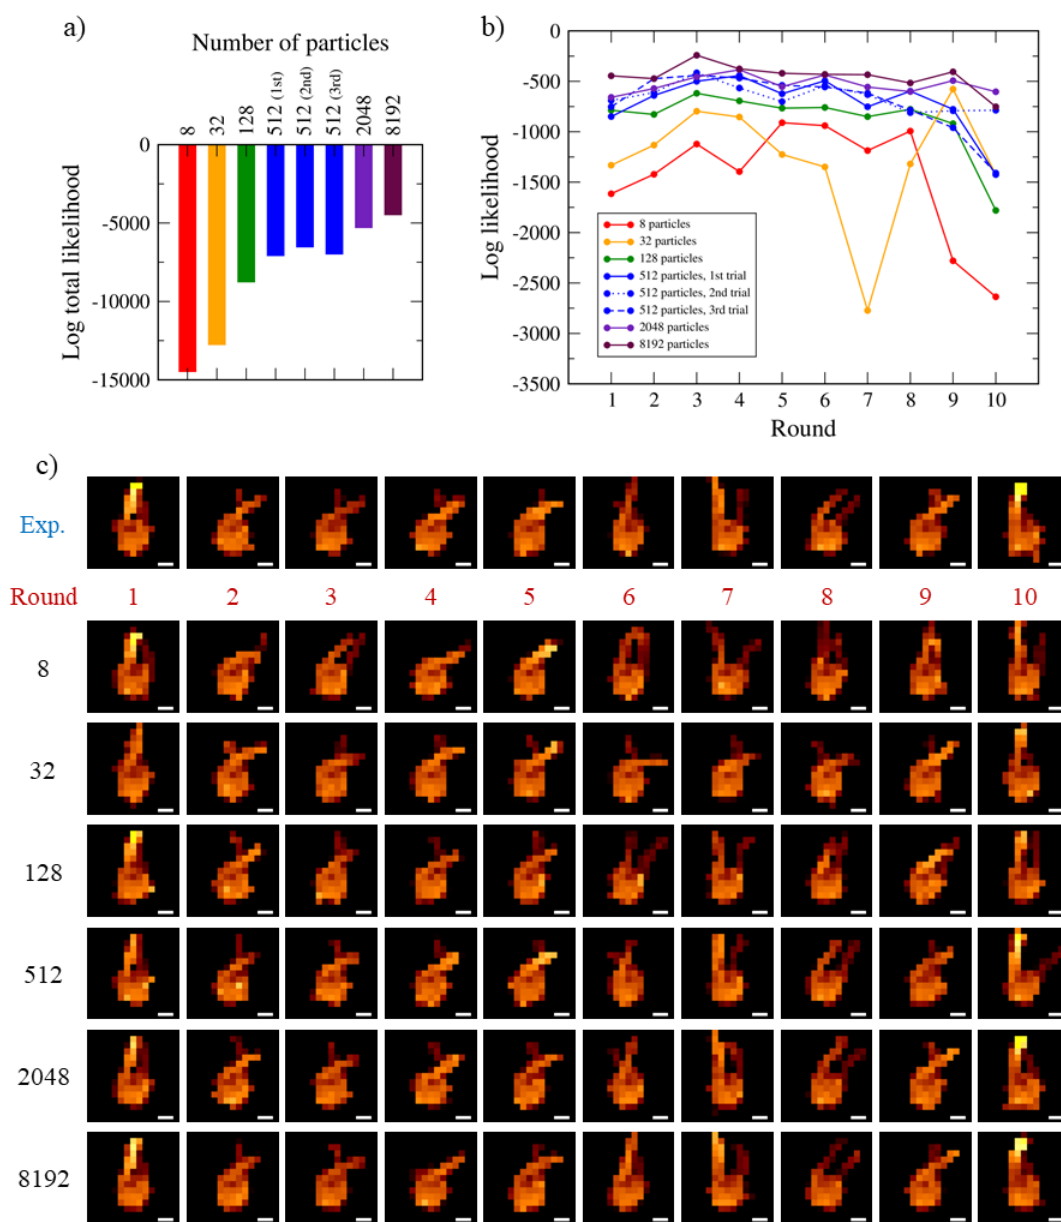 a)
Number of particles
8
32
128
512 (1st)
512 (2nd)
512 (3rd)
2048
8192
0
-5000
-10000
-15000
Log total likelihood
b)
0
-500
-1000
-1500
-2000
-2500
-3000
-3500
Log likelihood
8 particles
32 particles
128 particles
512 particles, 1st trial
512 particles, 2nd trial
512 particles, 3rd trial
2048 particles
8192 particles
1 2 3 4 5 6 7 8 9 10
Round
c)
Exp.
Round 1 2 3 4 5 6 7 8 9 10
8
32
128
512
2048
8192